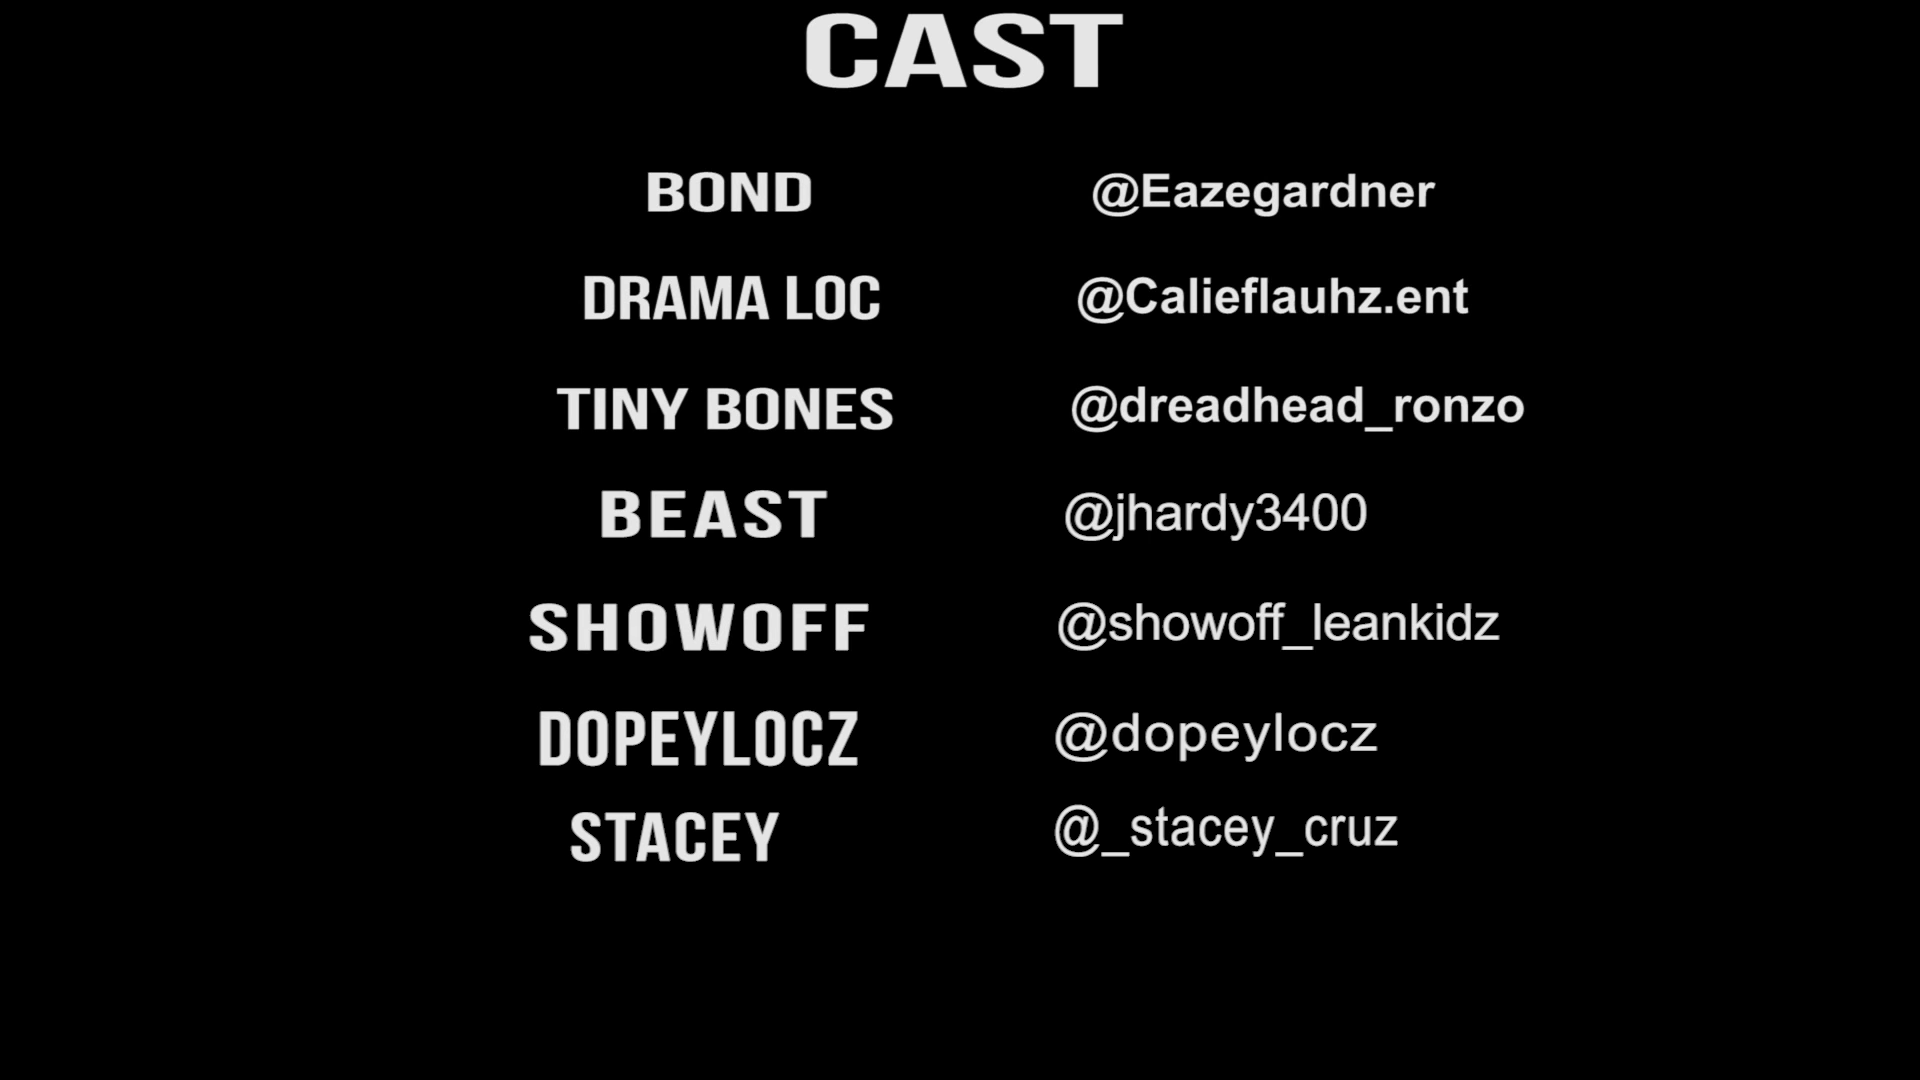 CAST
BOND @Eazegardner
DRAMA LOC @Calieflauhz.ent
TINY BONES @dreadhead_ronzo
BEAST @jhardy3400
SHOWOFF @showoff_leankidz
DOPEYLOCZ @dopeylocz
STACEY @_stacey_cruz